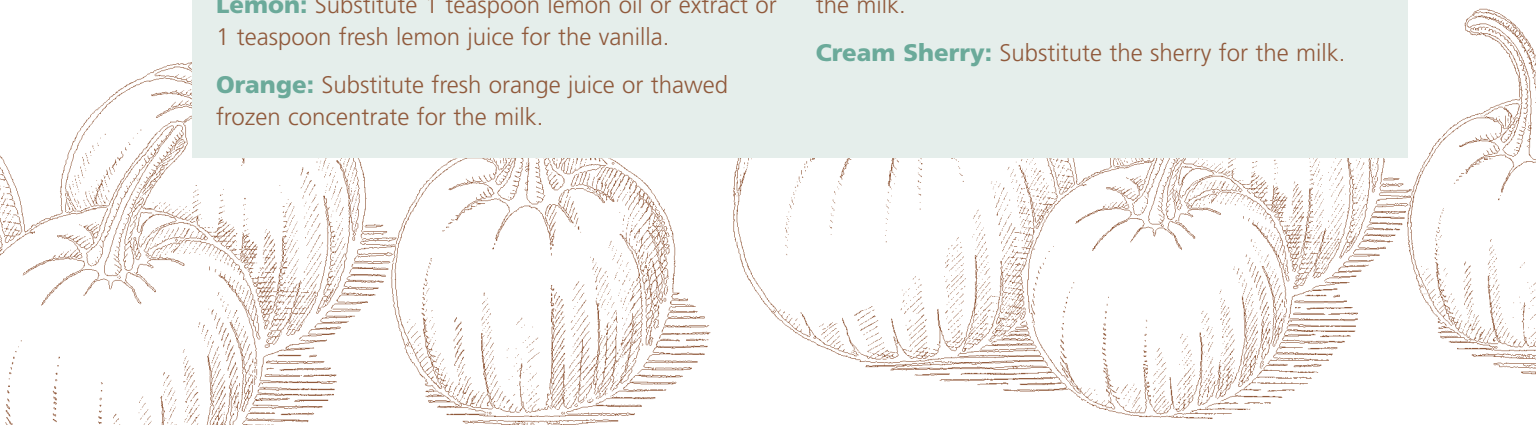 Lemon: Substitute 1 teaspoon lemon oil or extract or
1 teaspoon fresh lemon juice for the vanilla.
Orange: Substitute fresh orange juice or thawed
frozen concentrate for the milk.
the milk.
Cream Sherry: Substitute the sherry for the milk.